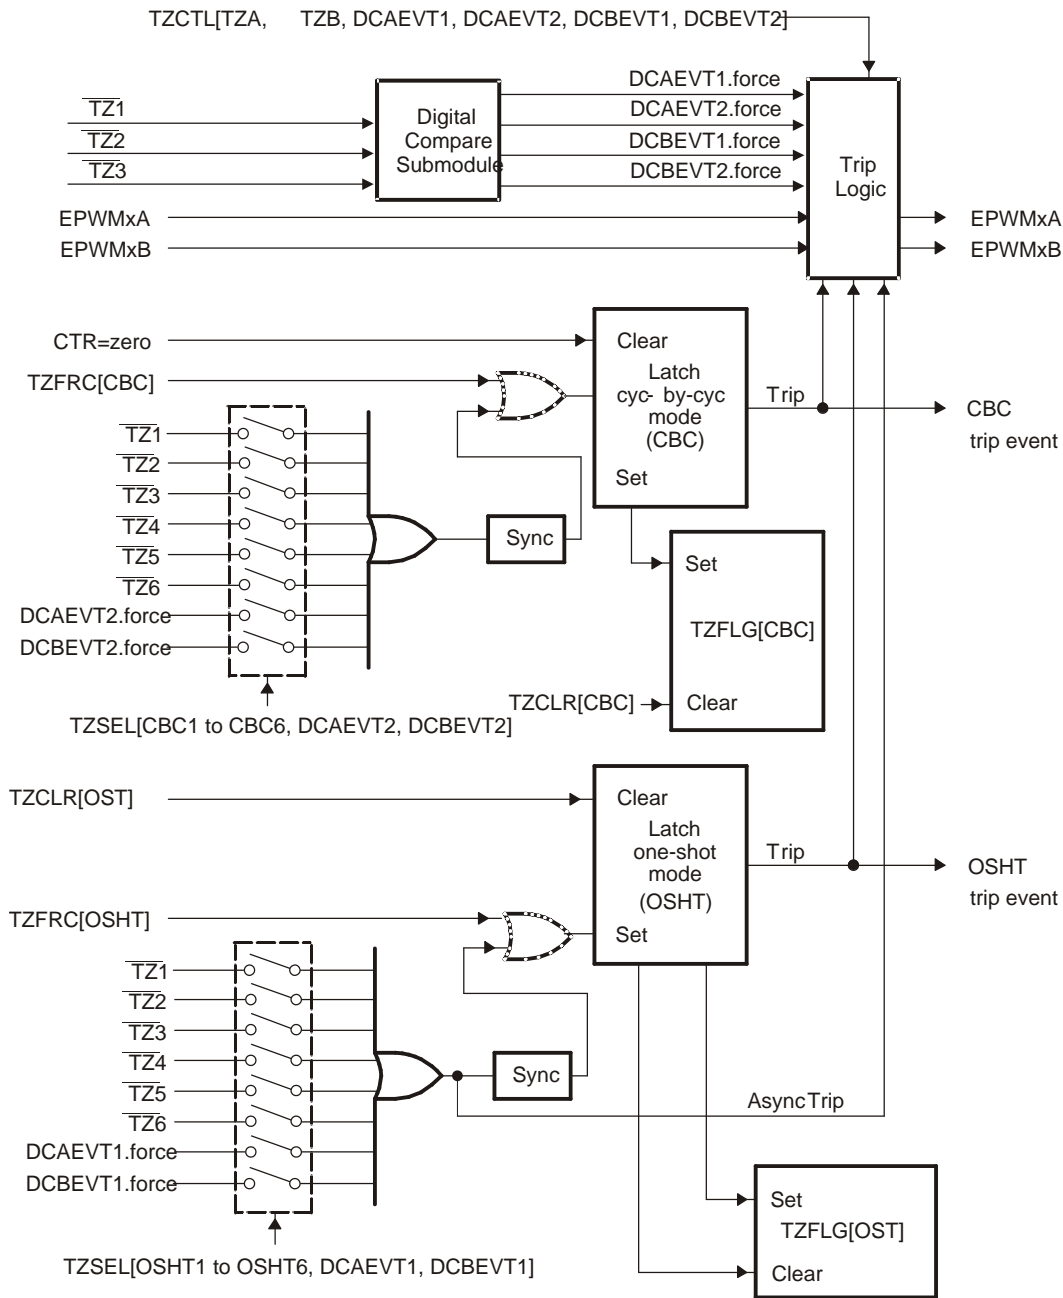 TZCTL[TZA, TZB, DCAEVT1, DCAEVT2, DCBEVT1, DCBEVT2]
TZ1
TZ2
TZ3
Digital
Compare
Submodule
DCAEVT1.force
DCAEVT2.force
DCBEVT1.force
DCBEVT2.force
Trip
Logic
EPWMxA
EPWMxB
EPWMxA
EPWMxB
CTR=zero
TZFRC[CBC]
Clear
Latch
cyc- by-cyc
mode
(CBC)
Set
Trip
CBC
trip event
TZ1
TZ2
TZ3
TZ4
TZ5
TZ6
DCAEVT2.force
DCBEVT2.force
Sync
Set
TZFLG[CBC]
Clear
TZCLR[CBC]
TZSEL[CBC1 to CBC6, DCAEVT2, DCBEVT2]
TZCLR[OST]
Clear
Latch
one-shot
mode
(OSHT)
Set
Trip
OSHT
trip event
TZFRC[OSHT]
TZ1
TZ2
TZ3
TZ4
TZ5
TZ6
DCAEVT1.force
DCBEVT1.force
Sync
AsyncTrip
Set
TZFLG[OST]
Clear
TZSEL[OSHT1 to OSHT6, DCAEVT1, DCBEVT1]